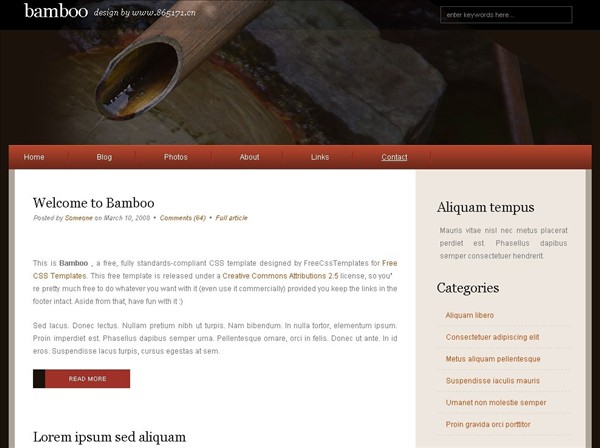 bamboo design by www.865171.cn
enter keywords here...
Home Blog Photos About Links Contact
Welcome to Bamboo
Posted by Someone on March 10, 2008 • Comments (64) • Full article
This is Bamboo , a free, fully standards-compliant CSS template designed by FreeCssTemplates for Free
CSS Templates. This free template is released under a Creative Commons Attributions 2.5 license, so you"
re pretty much free to do whatever you want with it (even use it commercially) provided you keep the links in the
footer intact. Aside from that, have fun with it :)
Sed lacus. Donec lectus. Nullam pretium nibh ut turpis. Nam bibendum. In nulla tortor, elementum ipsum.
Proin imperdiet est. Phasellus dapibus semper urna. Pellentesque ornare, orci in felis. Donec ut ante. In id
eros. Suspendisse lacus turpis, cursus egestas at sem.
READ MORE
Lorem ipsum sed aliquam
Aliquam tempus
Mauris vitae nisl nec metus placerat
perdiet est. Phasellus dapibus
semper consectetuer hendrerit.
Categories
Aliquam libero
Consectetuer adipiscing elit
Metus aliquam pellentesque
Suspendisse iaculis mauris
Urnanet non molestie semper
Proin gravida orci porttitor